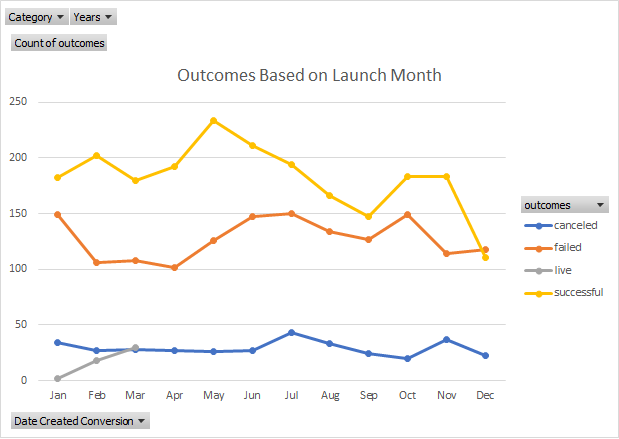 Category Years
Count of outcomes
Outcomes Based on Launch Month
250
200
150
100
50
0
Jan Feb Mar Apr May Jun Jul Aug Sep Oct Nov Dec
outcomes
canceled
failed
live
successful
Date Created Conversion